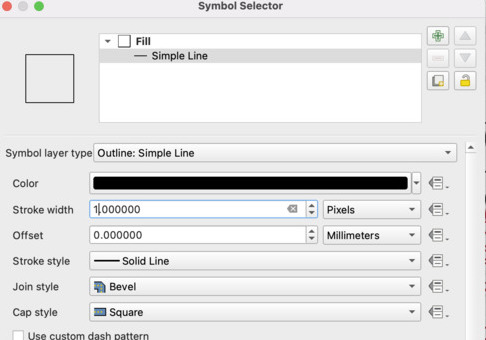 Symbol Selector
Fill
Simple Line
Symbol layer type Outline: Simple Line
Color
Stroke width 1.000000 Pixels
Offset 0.000000 Millimeters
Stroke style Solid Line
Join style Bevel
Cap style Square
Use custom dash pattern